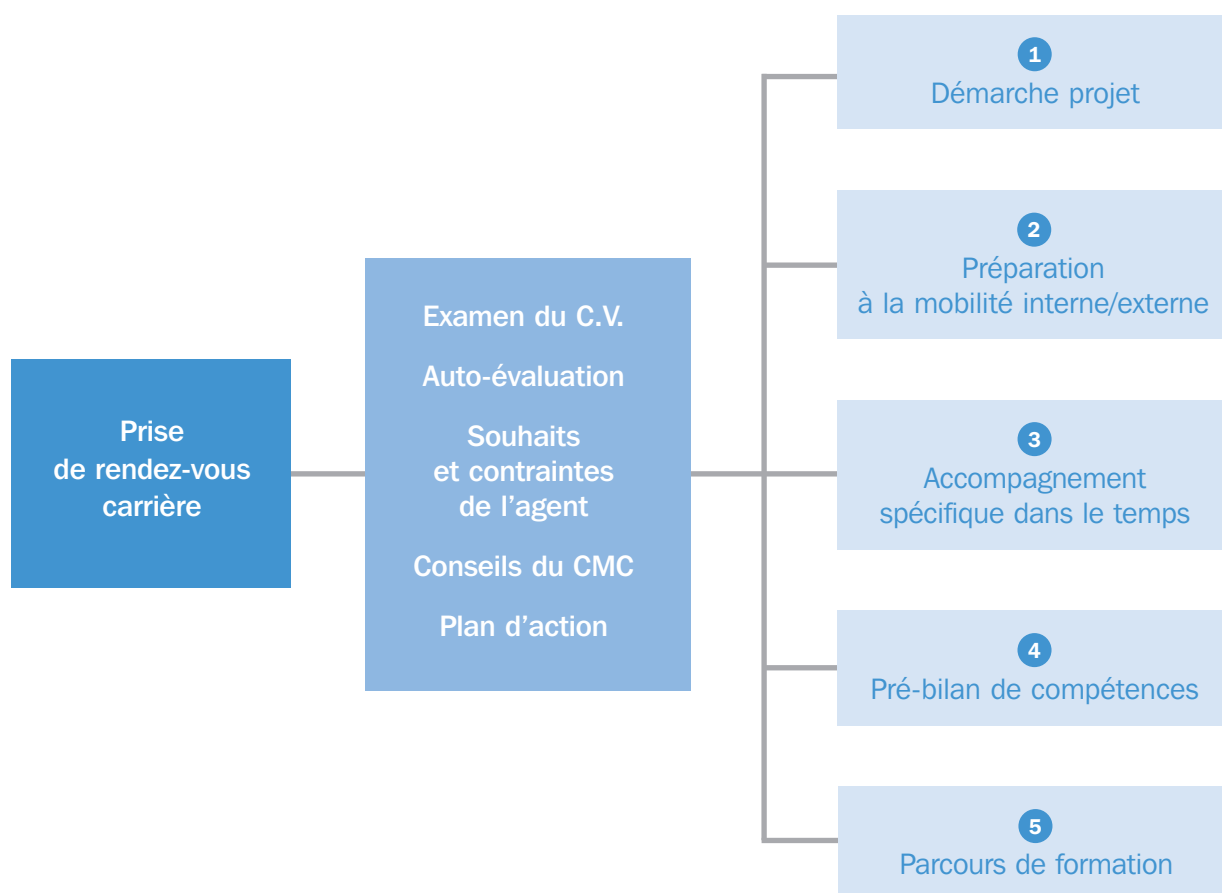 Prise
de rendez-vous
carrière
Examen du C.V.
Auto-évaluation
Souhaits
et contraintes
de l’agent
Conseils du CMC
Plan d’action
1
Démarche projet
2
Préparation
à la mobilité interne/externe
3
Accompagnement
spécifique dans le temps
4
Pré-bilan de compétences
5
Parcours de formation